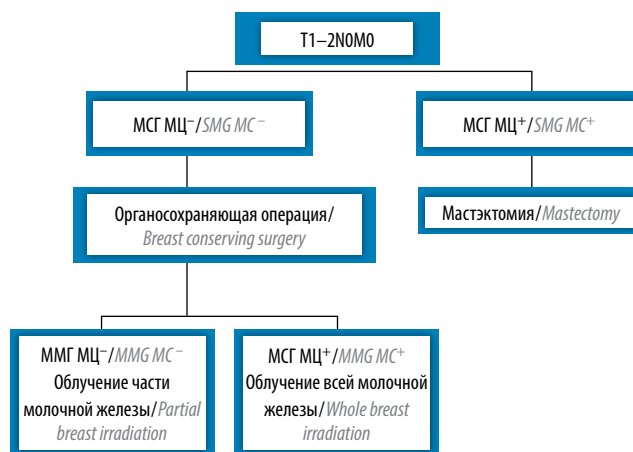 T1–2N0M0
МСГ МЦ⁻/SMG MC⁻
МСГ МЦ⁺/SMG MC⁺
Органосохраняющая операция/
Breast conserving surgery
Мастэктомия/Mastectomy
ММГ МЦ⁻/MMG MC⁻
Облучение части
молочной железы/Partial
breast irradiation
МСГ МЦ⁺/MMG MC⁺
Облучение всей молочной
железы/Whole breast
irradiation